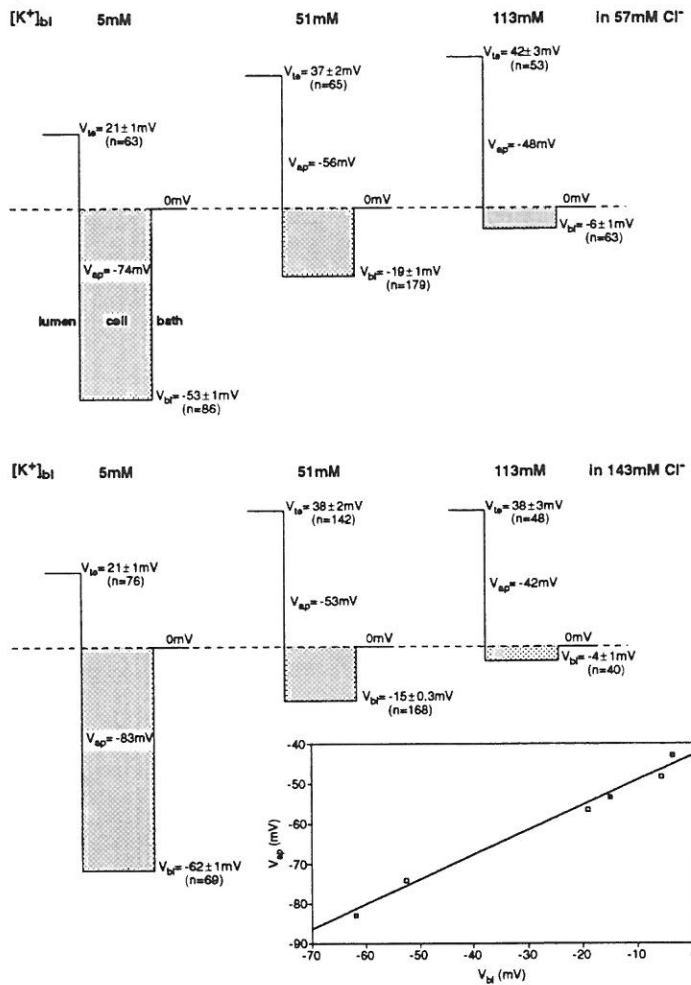 [K+]bl 5mM 51mM 113mM in 57mM Cl-
Vte= 21±1mV
(n=63)
Vte= 37±2mV
(n=65)
Vte= 42±3mV
(n=53)
Vap= -56mV
Vap= -48mV
0mV
0mV
0mV
Vap= -74mV
Vbl= -19±1mV
(n=179)
Vbl= -6±1mV
(n=63)
lumen cell bath
Vbl= -53±1mV
(n=86)
[K+]bl 5mM 51mM 113mM in 143mM Cl-
Vte= 21±1mV
(n=76)
Vte= 38±2mV
(n=142)
Vte= 38±3mV
(n=48)
Vap= -53mV
Vap= -42mV
0mV
0mV
0mV
Vap= -83mV
Vbl= -15±0.3mV
(n=168)
Vbl= -4±1mV
(n=40)
Vbl= -62±1mV
(n=69)
-40
-50
-60
-70
-80
-90
Vap (mV)
-70 -60 -50 -40 -30 -20 -10
Vbl (mV)